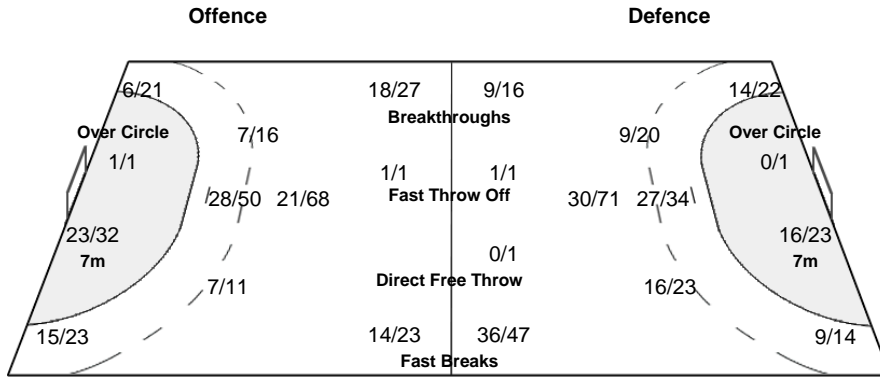 Offence Defence
6/21 18/27 9/16 14/22
Breakthroughs
Over Circle 7/16 9/20 Over Circle
1/1 1/1 1/1 0/1
28/50 21/68 Fast Throw Off 30/71 27/34
23/32 16/23
0/1
7m 7m
Direct Free Throw
7/11 16/23
15/23 14/23 36/47 9/14
Fast Breaks